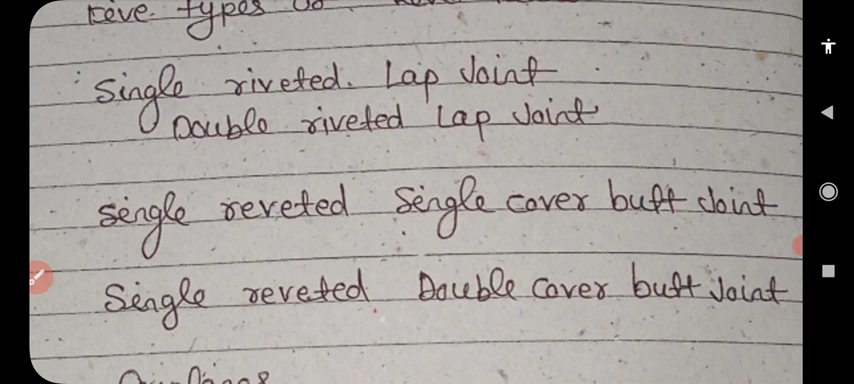 types
Single riveted. Lap Joint
Double riveted Lap Joint
single reveted Single cover butt Joint
Single reveted Double cover butt Joint